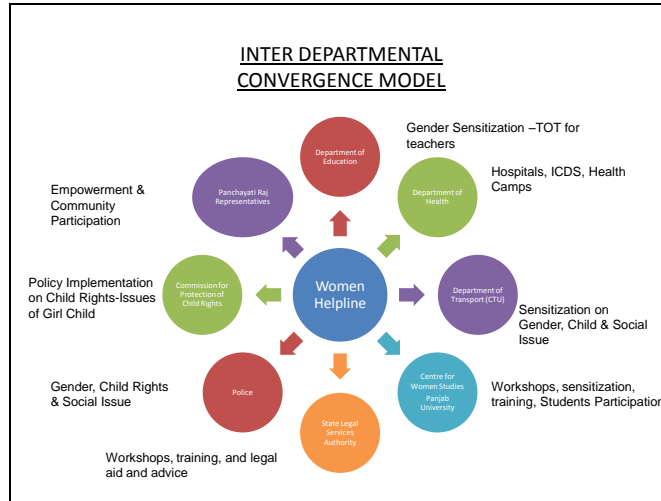 INTER DEPARTMENTAL
CONVERGENCE MODEL
Department of
Education
Gender Sensitization –TOT for
teachers
Department of
Health
Hospitals, ICDS, Health
Camps
Department of
Transport (CTU)
Sensitization on
Gender, Child & Social
Issue
Centre for
Women Studies
Panjab
University
Workshops, sensitization,
training, Students Participation
State Legal
Services
Authority
Workshops, training, and legal
aid and advice
Police
Gender, Child Rights
& Social Issue
Commission for
Protection of
Child Rights
Policy Implementation
on Child Rights-Issues
of Girl Child
Panchayati Raj
Representatives
Empowerment &
Community
Participation
Women
Helpline